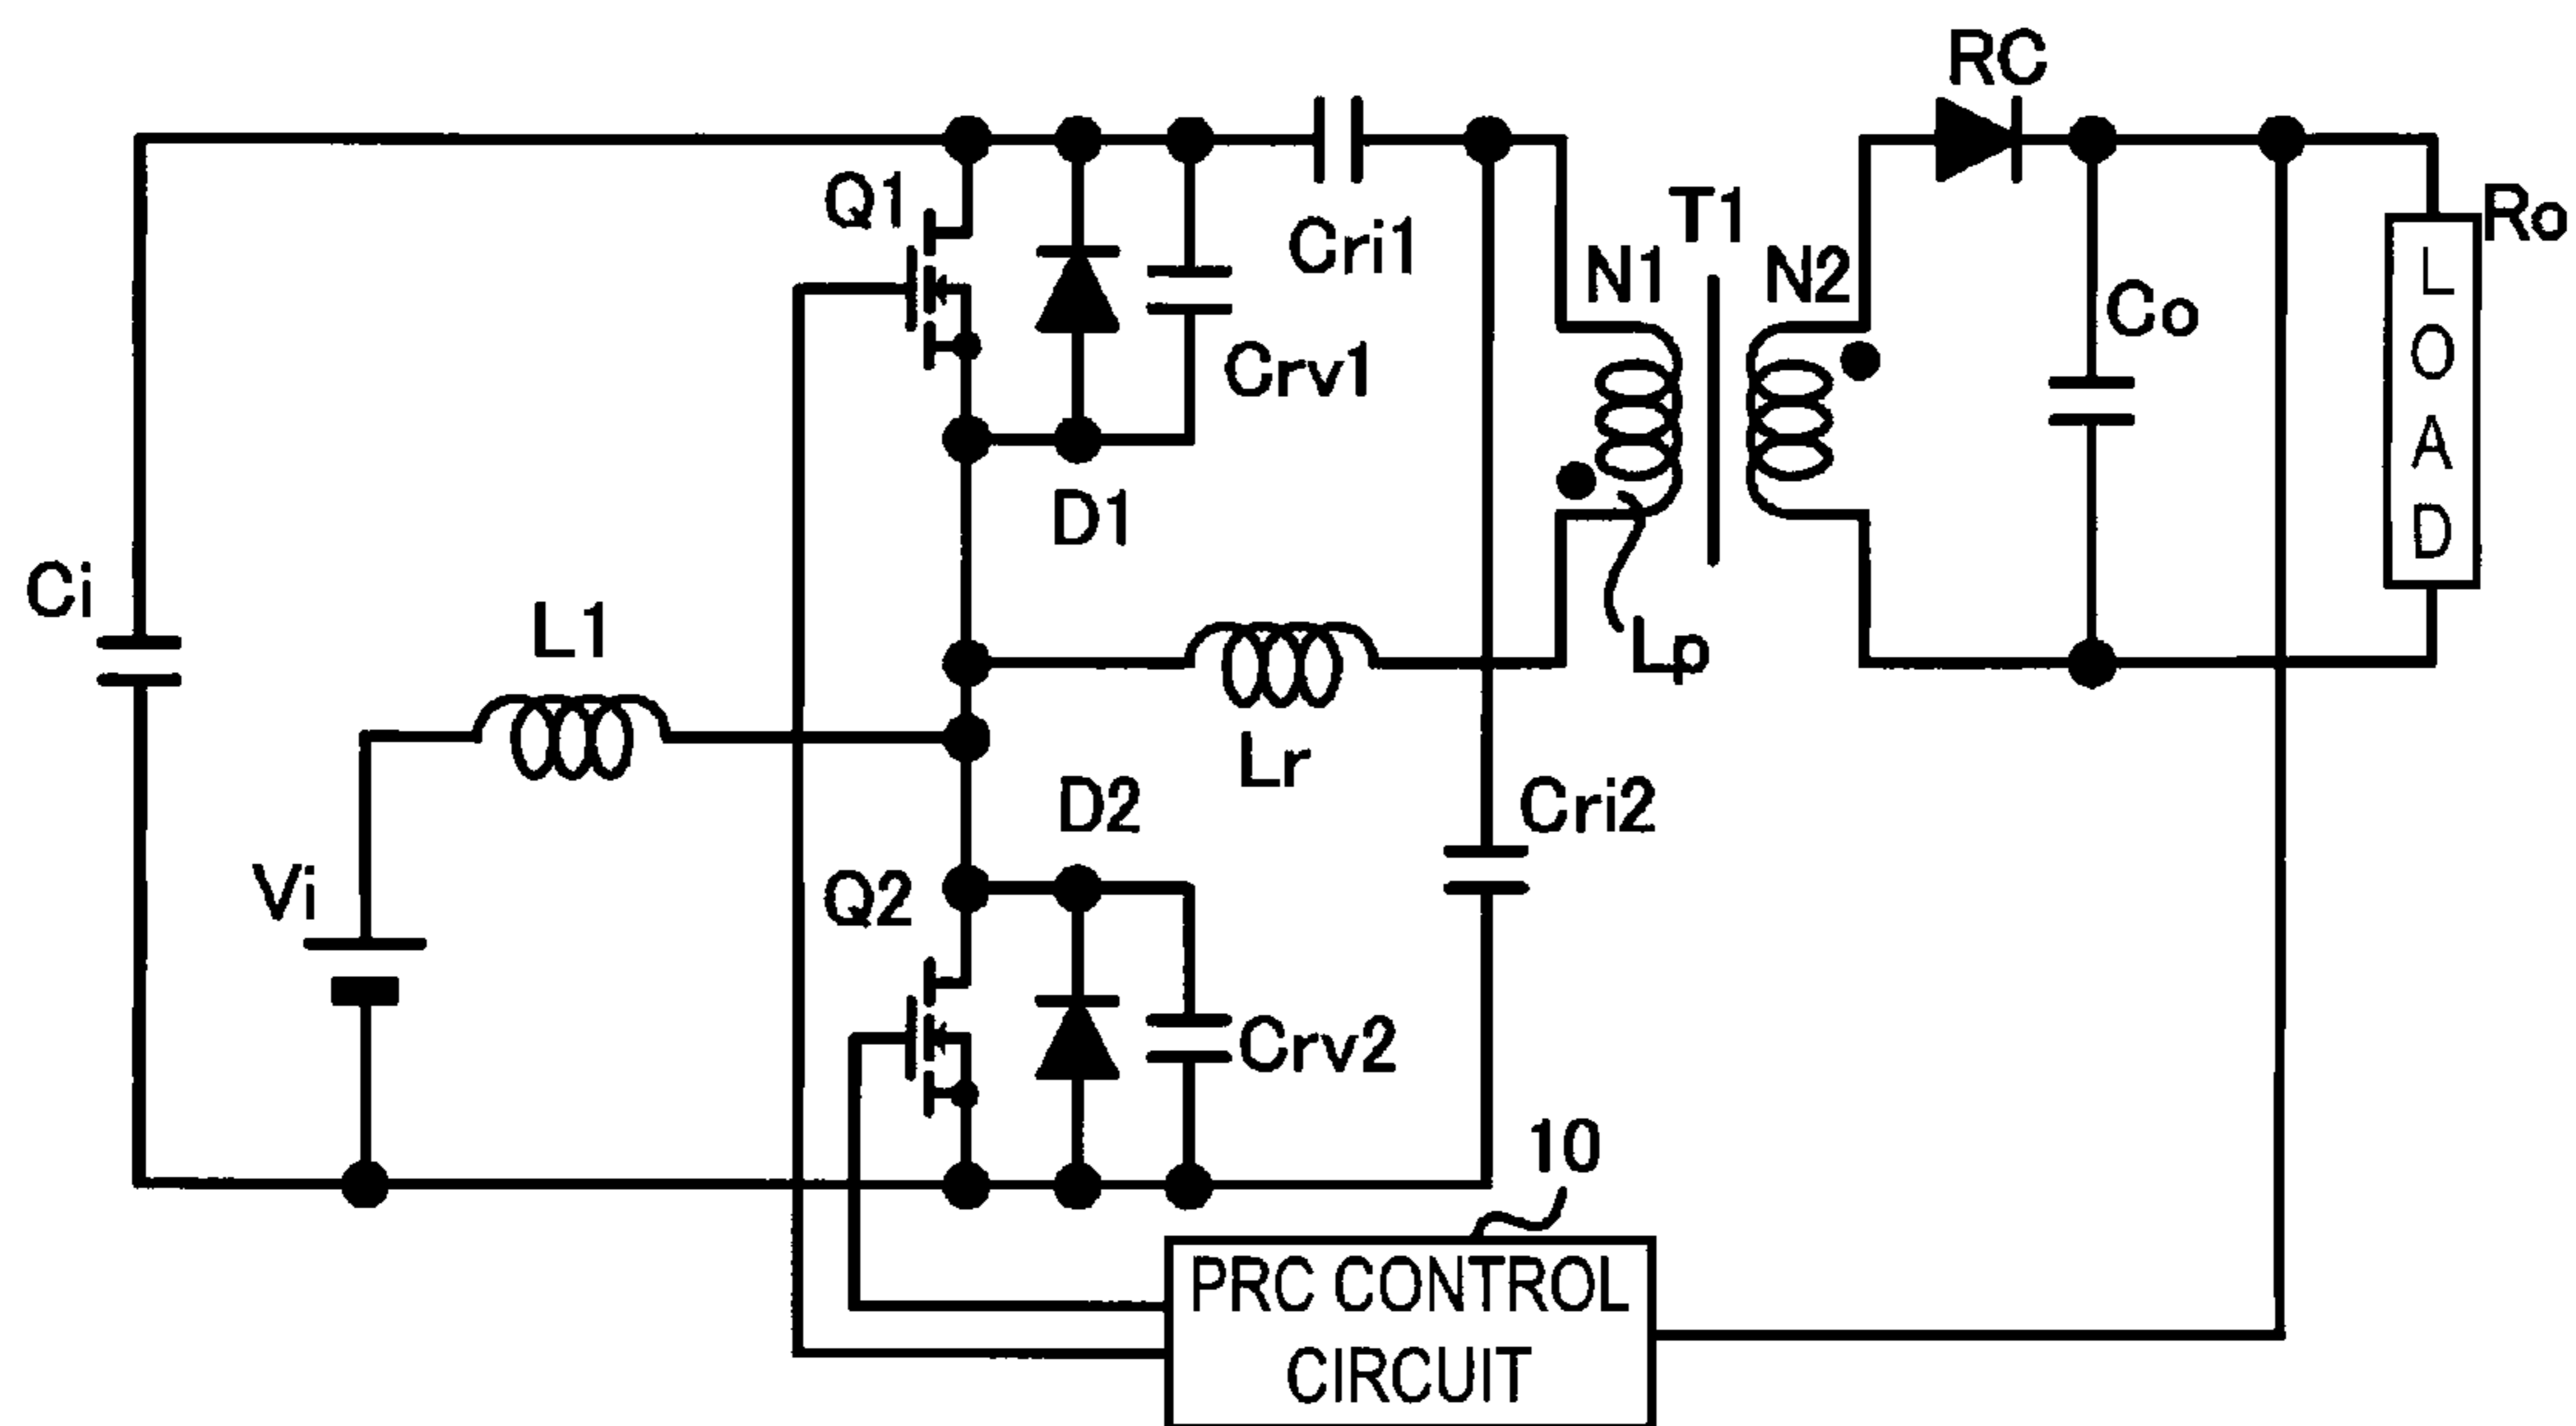 RC
Q1
T1
Ro
Cri1
N1
N2
LOAD
Co
Crv1
D1
Ci
L1
Lp
Lr
D2
Cri2
Vi
Q2
Crv2
10
PRC CONTROL
CIRCUIT